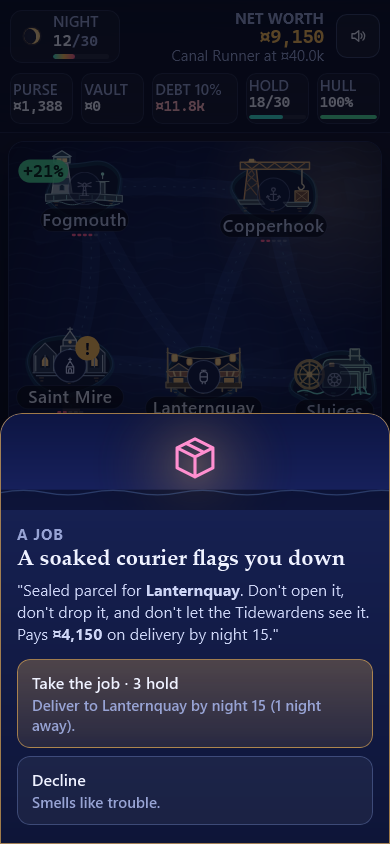 NIGHT
12/30
NET WORTH
¤9,150
Canal Runner at ¤40.0k
PURSE
¤1,388
VAULT
¤0
DEBT 10%
¤11.8k
HOLD
18/30
HULL
100%
+21%
Fogmouth
Copperhook
!
Saint Mire
Lanternquay
Sluices
A JOB
A soaked courier flags you down
"Sealed parcel for Lanternquay. Don't open it,
don't drop it, and don't let the Tidewardens see it.
Pays ¤4,150 on delivery by night 15."
Take the job · 3 hold
Deliver to Lanternquay by night 15 (1 night
away).
Decline
Smells like trouble.